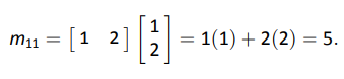 m₁₁ = [1 2] [1 2] = 1(1) + 2(2) = 5.